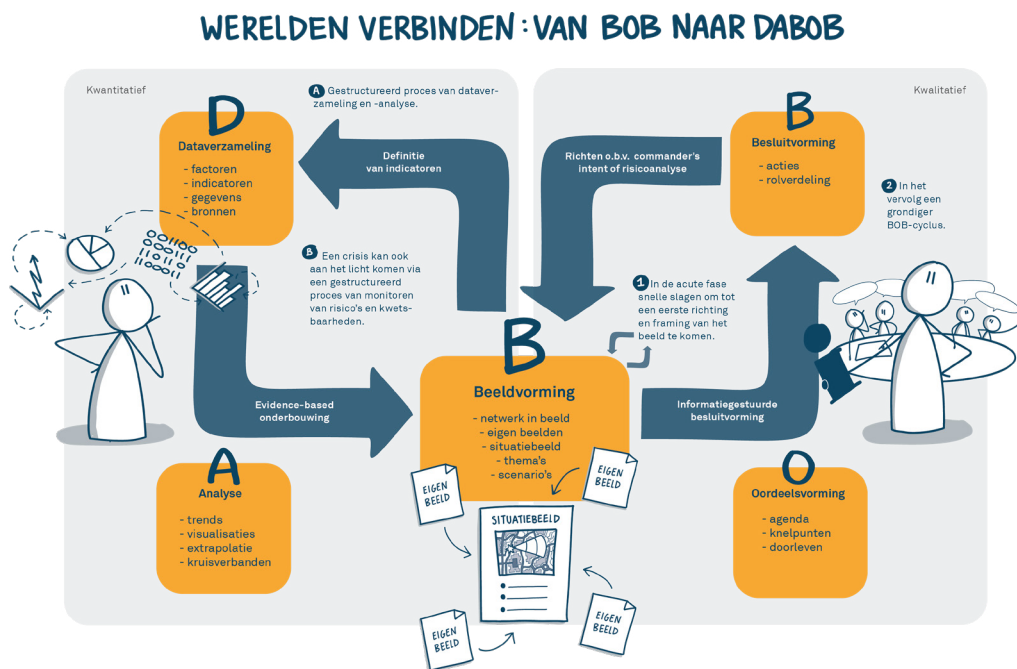 WERELDEN VERBINDEN: VAN BOB NAAR DABOB
Kwantitatief
Kwalitatief
D
Dataverzameling
- factoren
- indicatoren
- gegevens
- bronnen
A Gestructureerd proces van dataver-
zameling en -analyse.
Definitie
van indicatoren
Richten o.b.v. commander's
intent of risicoanalyse
B
Besluitvorming
- acties
- rolverdeling
2 In het
vervolg een
grondiger
BOB-cyclus.
B Een crisis kan ook
aan het licht komen via
een gestructureerd
proces van monitoren
van risico's en kwets-
baarheden.
1 In de acute fase
snelle slagen om tot
een eerste richting
en framing van het
beeld te komen.
B
Beeldvorming
- netwerk in beeld
- eigen beelden
- situatiebeeld
- thema's
- scenario's
Evidence-based
onderbouwing
Informatiegestuurde
besluitvorming
A
Analyse
- trends
- visualisaties
- extrapolatie
- kruisverbanden
O
Oordeelsvorming
- agenda
- knelpunten
- doorleven
EIGEN
BEELD
EIGEN
BEELD
SITUATIEBEELD
EIGEN
BEELD
EIGEN
BEELD